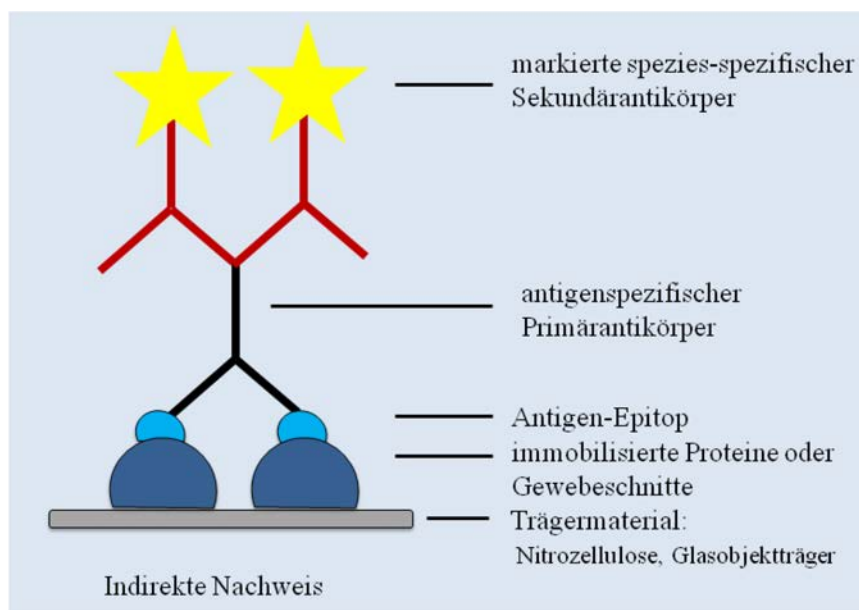 markierte spezies-spezifischer
Sekundärantikörper
antigenspezifischer
Primärantikörper
Antigen-Epitop
immobilisierte Proteine oder
Gewebeschnitte
Trägermaterial:
Nitrozellulose, Glasobjektträger
Indirekte Nachweis